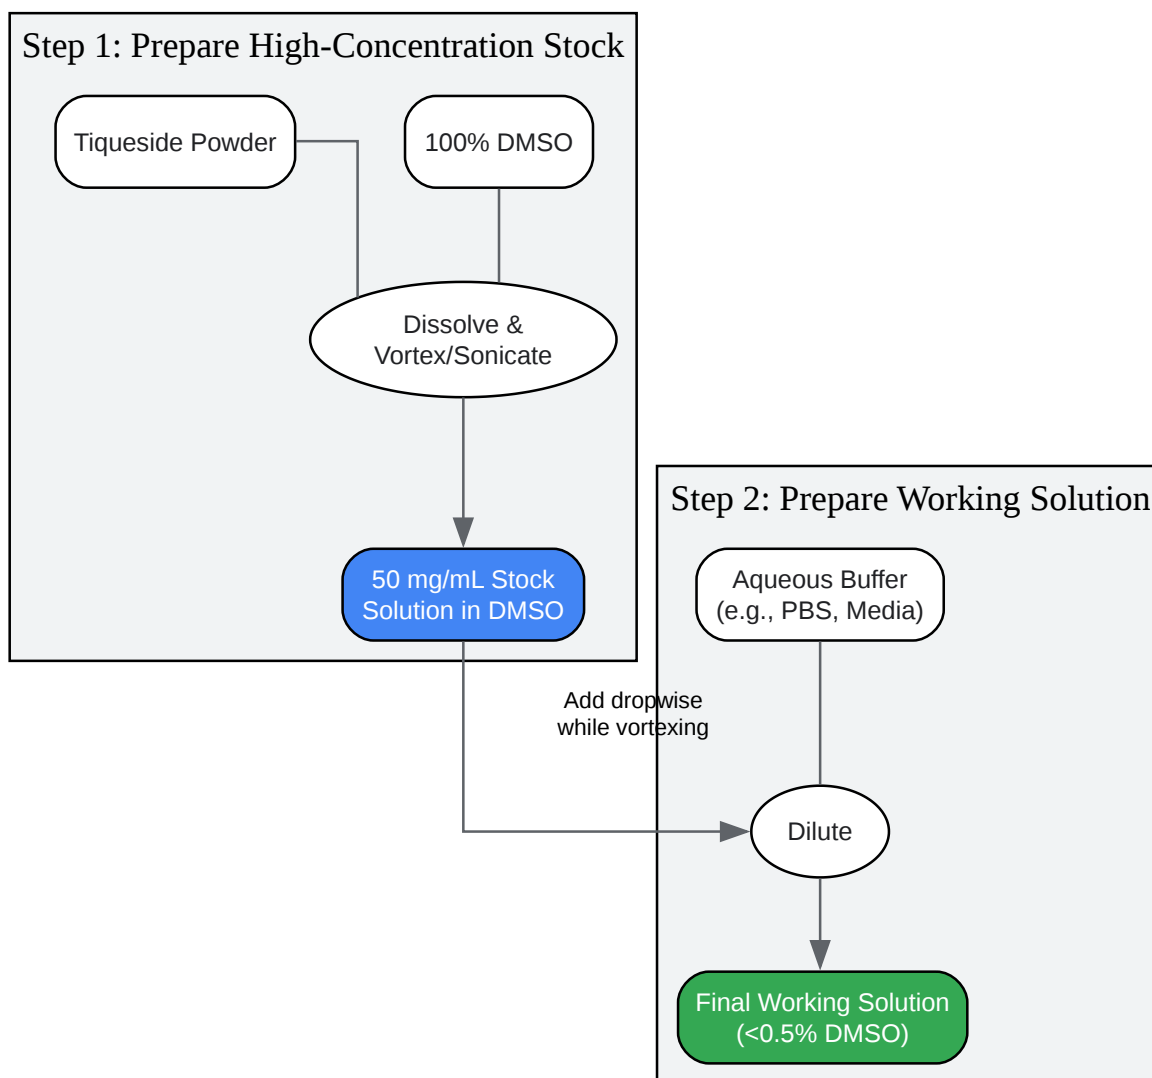 Step 1: Prepare High-Concentration Stock
Tiqueside Powder
100% DMSO
Dissolve &
Vortex/Sonicate
50 mg/mL Stock
Solution in DMSO
Step 2: Prepare Working Solution
Aqueous Buffer
(e.g., PBS, Media)
Add dropwise
while vortexing
Dilute
Final Working Solution
(<0.5% DMSO)